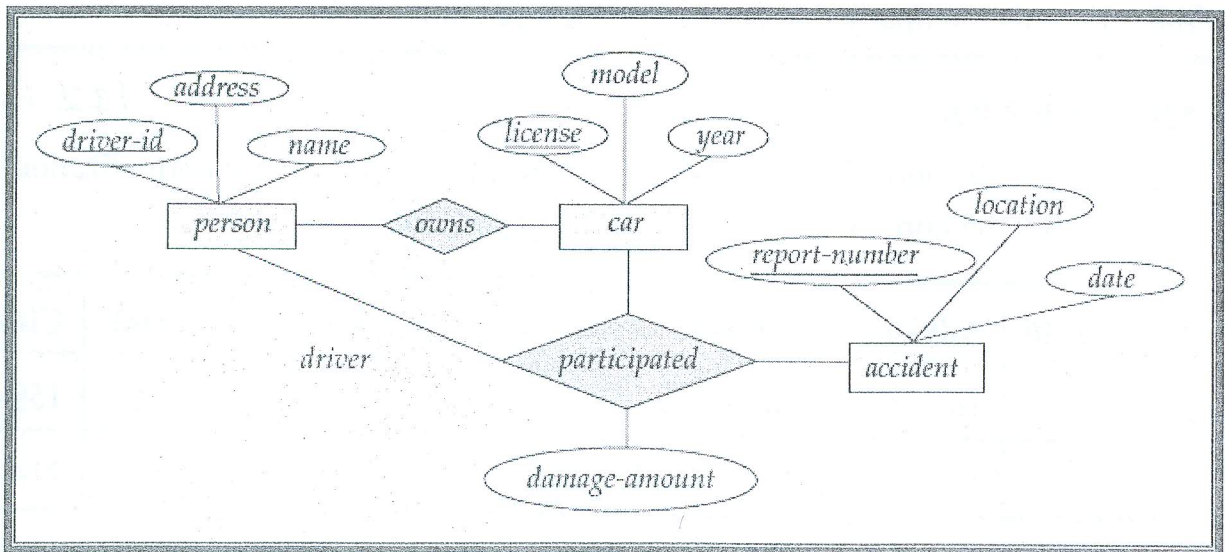 model
address
license
year
driver-id
name
location
person
owns
car
report-number
date
driver
participated
accident
damage-amount